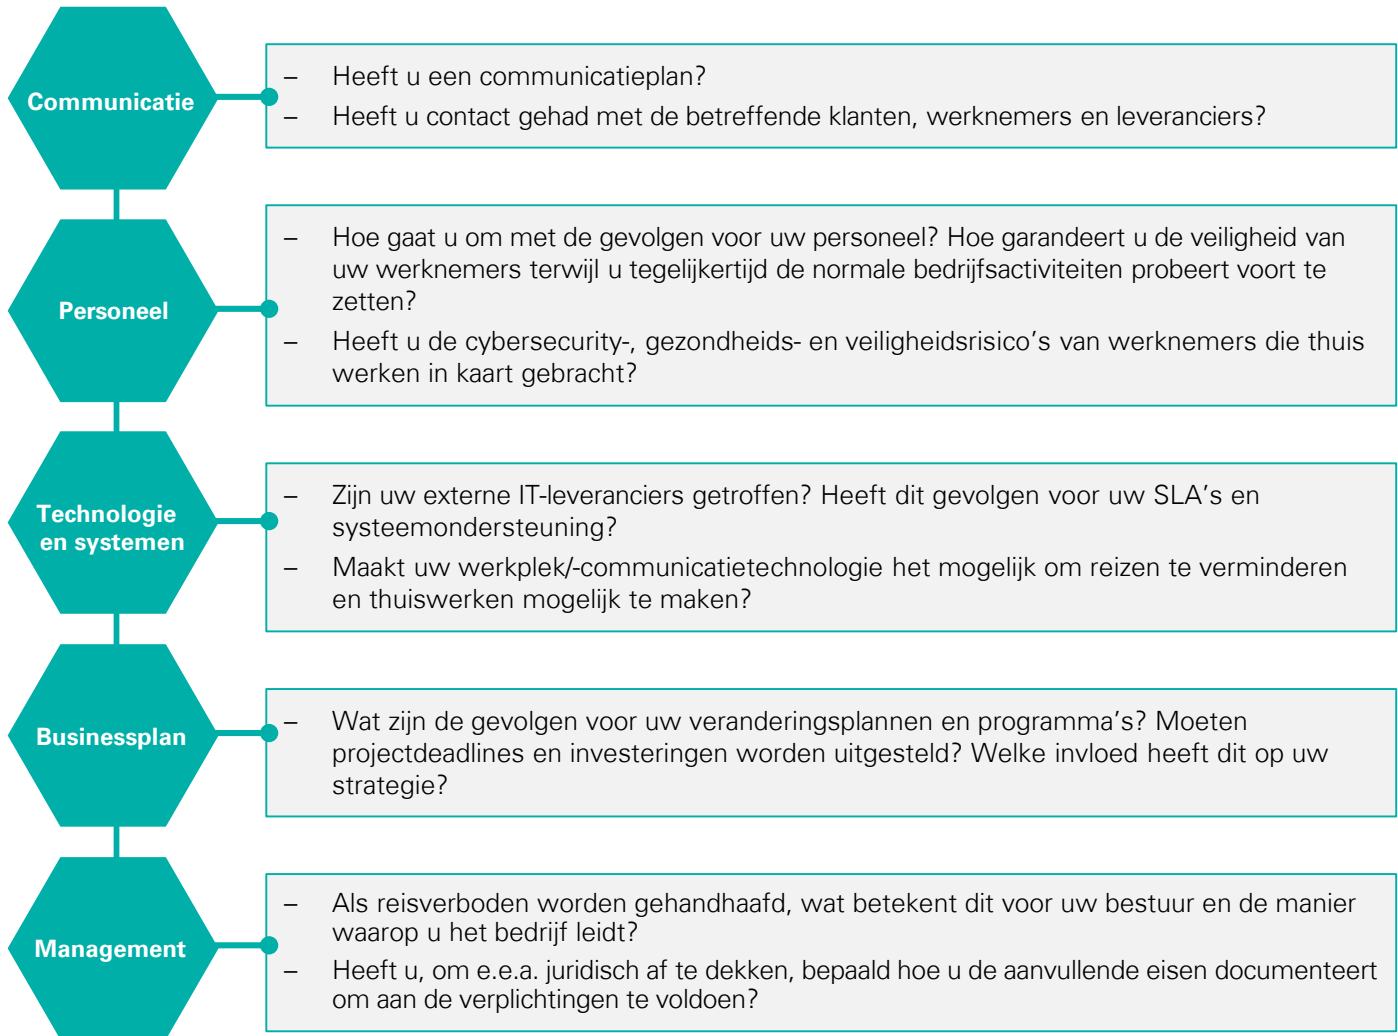 Communicatie
– Heeft u een communicatieplan?
– Heeft u contact gehad met de betreffende klanten, werknemers en leveranciers?
Personeel
– Hoe gaat u om met de gevolgen voor uw personeel? Hoe garandeert u de veiligheid van
uw werknemers terwijl u tegelijkertijd de normale bedrijfsactiviteiten probeert voort te
zetten?
– Heeft u de cybersecurity-, gezondheids- en veiligheidsrisico’s van werknemers die thuis
werken in kaart gebracht?
Technologie
en systemen
– Zijn uw externe IT-leveranciers getroffen? Heeft dit gevolgen voor uw SLA’s en
systeemondersteuning?
– Maakt uw werkplek/-communicatietechnologie het mogelijk om reizen te verminderen
en thuiswerken mogelijk te maken?
Businessplan
– Wat zijn de gevolgen voor uw veranderingsplannen en programma’s? Moeten
projectdeadlines en investeringen worden uitgesteld? Welke invloed heeft dit op uw
strategie?
Management
– Als reisverboden worden gehandhaafd, wat betekent dit voor uw bestuur en de manier
waarop u het bedrijf leidt?
– Heeft u, om e.e.a. juridisch af te dekken, bepaald hoe u de aanvullende eisen documenteert
om aan de verplichtingen te voldoen?